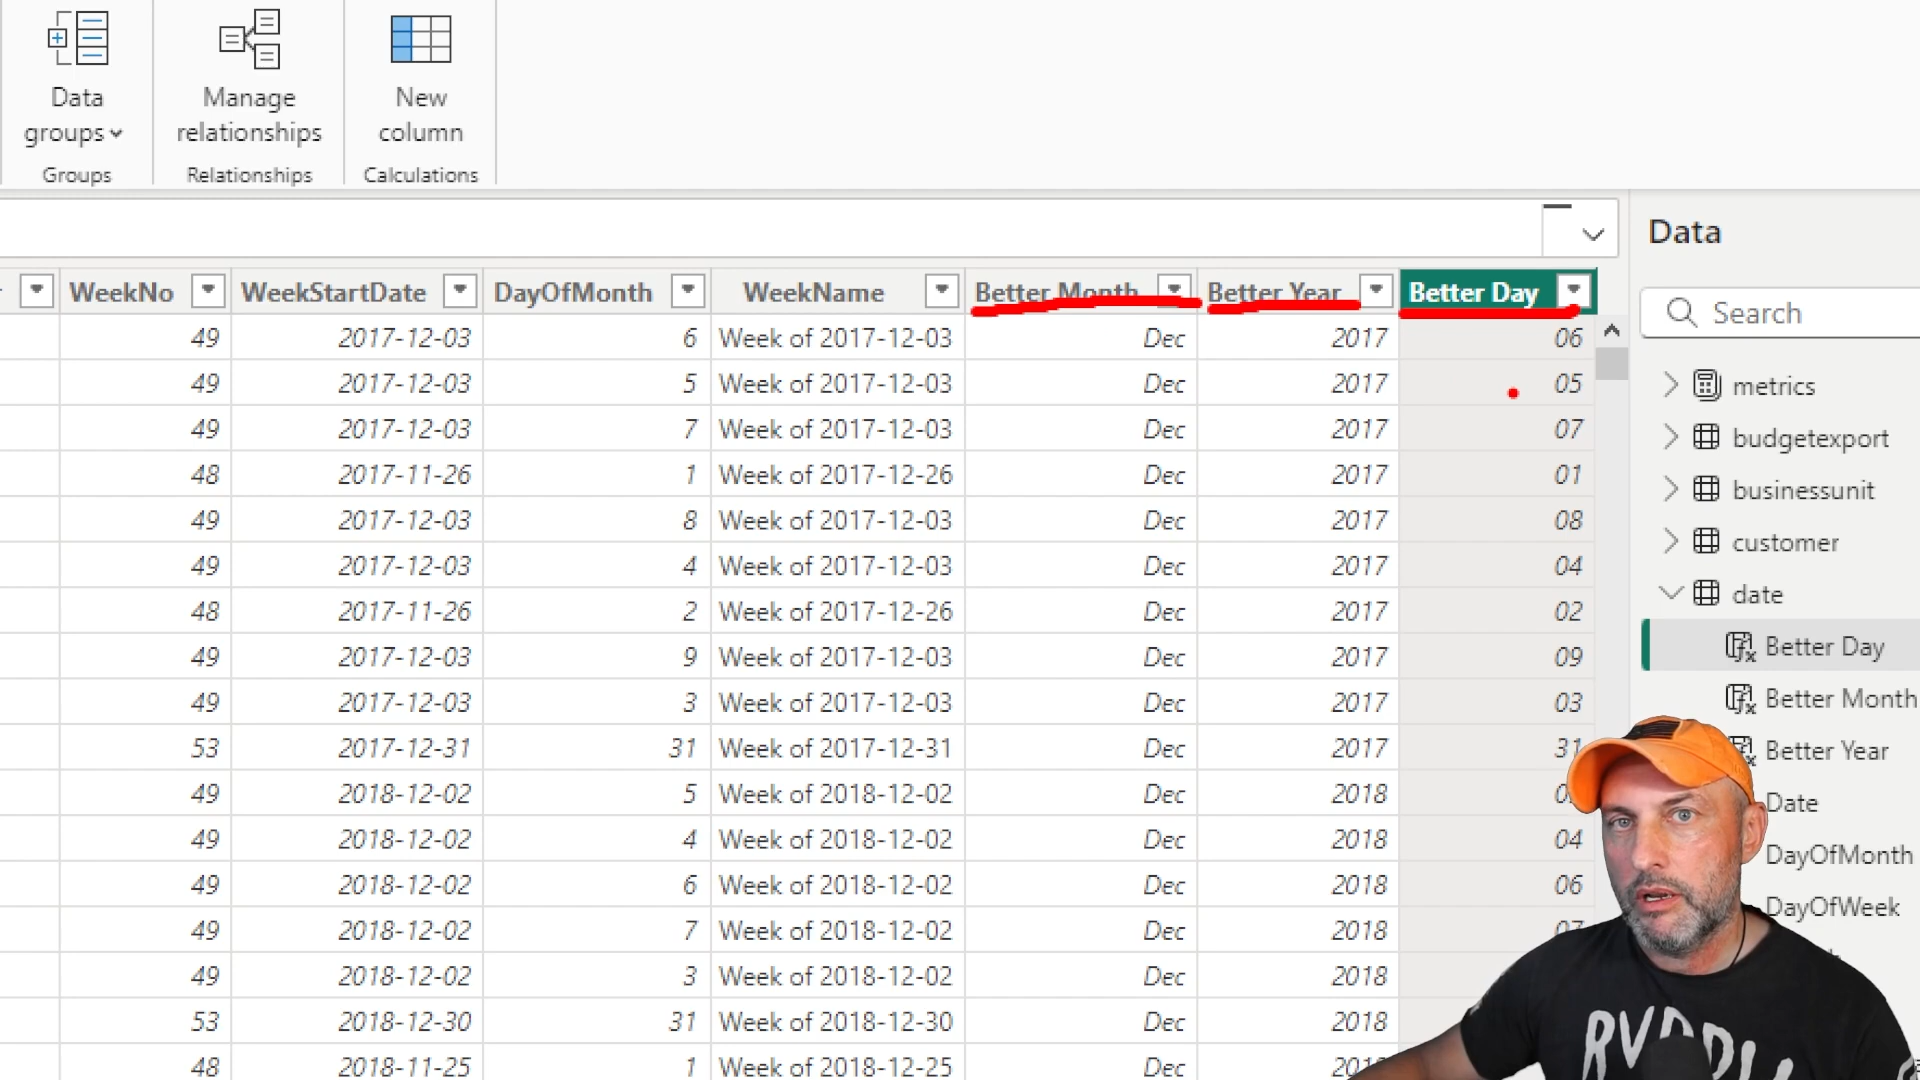 Data groups
Manage relationships
New column
Groups
Relationships
Calculations
WeekNo WeekStartDate DayOfMonth WeekName Better Month Better Year Better Day
49 2017-12-03 6 Week of 2017-12-03 Dec 2017 06
49 2017-12-03 5 Week of 2017-12-03 Dec 2017 05
49 2017-12-03 7 Week of 2017-12-03 Dec 2017 07
48 2017-11-26 1 Week of 2017-12-26 Dec 2017 01
49 2017-12-03 8 Week of 2017-12-03 Dec 2017 08
49 2017-12-03 4 Week of 2017-12-03 Dec 2017 04
48 2017-11-26 2 Week of 2017-12-26 Dec 2017 02
49 2017-12-03 9 Week of 2017-12-03 Dec 2017 09
49 2017-12-03 3 Week of 2017-12-03 Dec 2017 03
53 2017-12-31 31 Week of 2017-12-31 Dec 2017 31
49 2018-12-02 5 Week of 2018-12-02 Dec 2018
49 2018-12-02 4 Week of 2018-12-02 Dec 2018 04
49 2018-12-02 6 Week of 2018-12-02 Dec 2018 06
49 2018-12-02 7 Week of 2018-12-02 Dec 2018 07
49 2018-12-02 3 Week of 2018-12-02 Dec 2018
53 2018-12-30 31 Week of 2018-12-30 Dec 2018
48 2018-11-25 1 Week of 2018-12-25 Dec
Data
Search
metrics
budgetexport
businessunit
customer
date
Better Day
Better Month
Better Year
Date
DayOfMonth
DayOfWeek